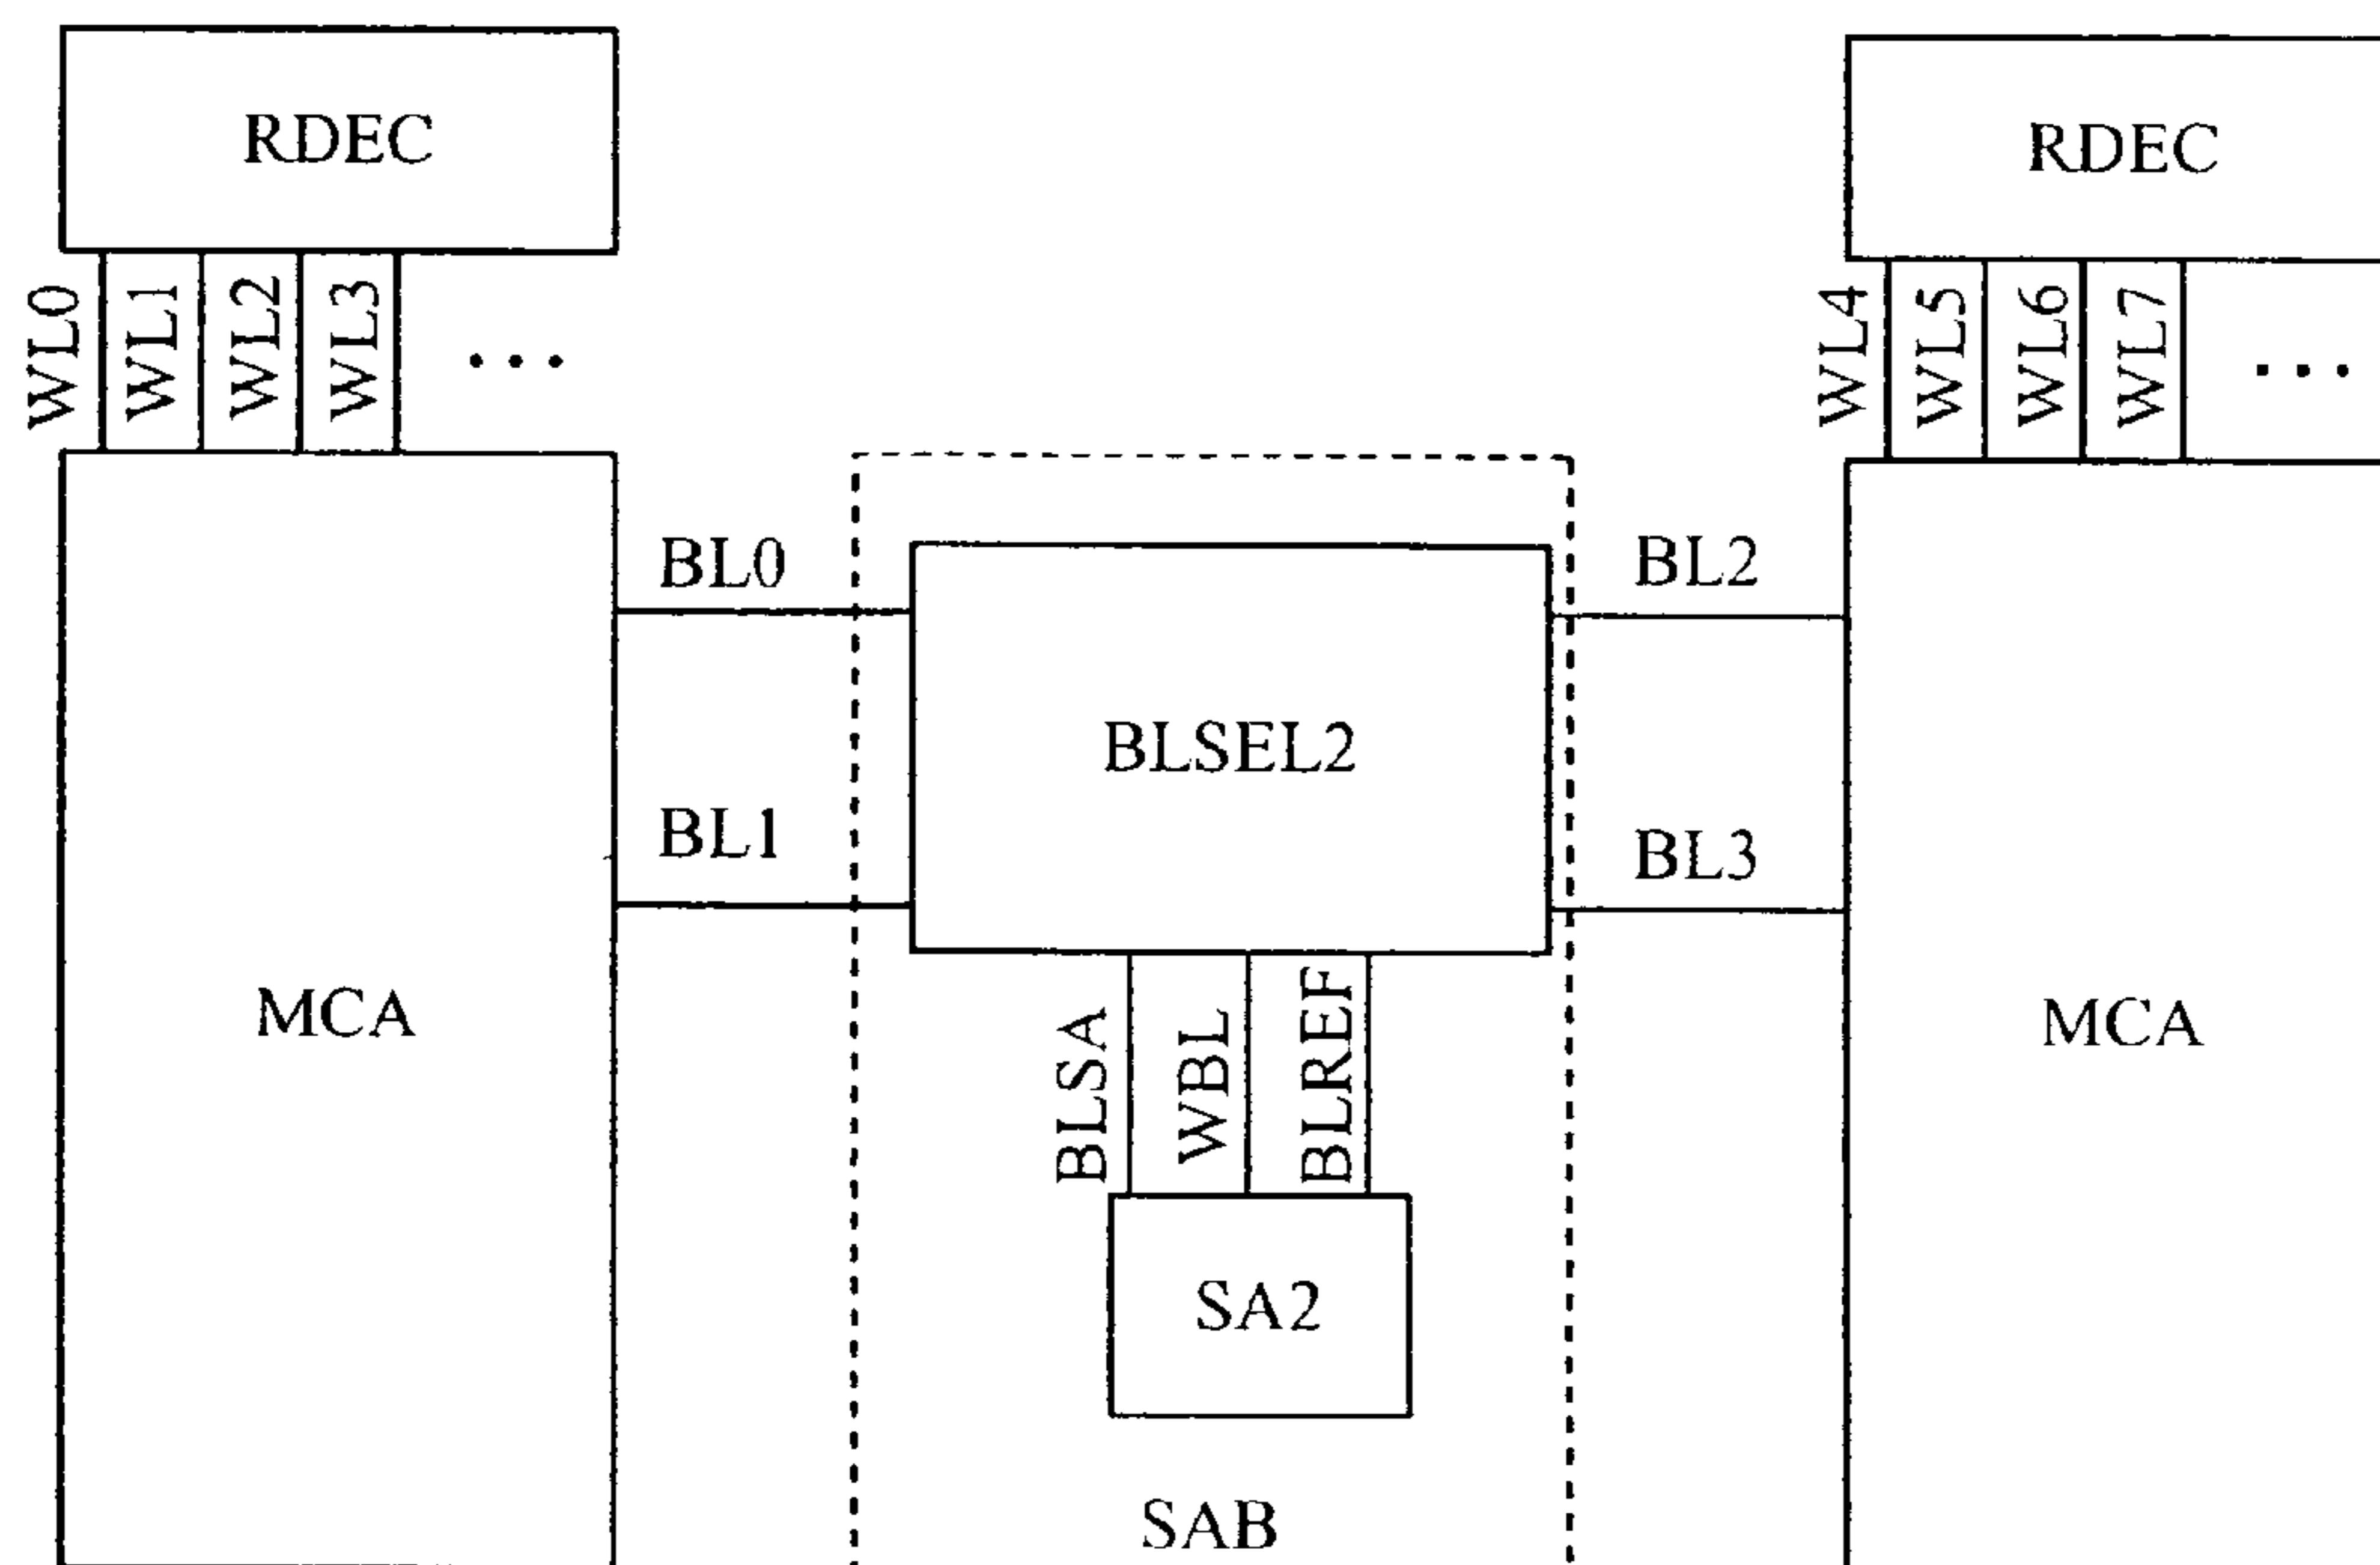 RDEC
RDEC
WL0
WL1
WL2
WL3
...
WL4
WL5
WL6
WL7
...
BL0
BL2
BLSEL2
BL1
BL3
MCA
MCA
BLSA
WBL
BLREF
SA2
SAB